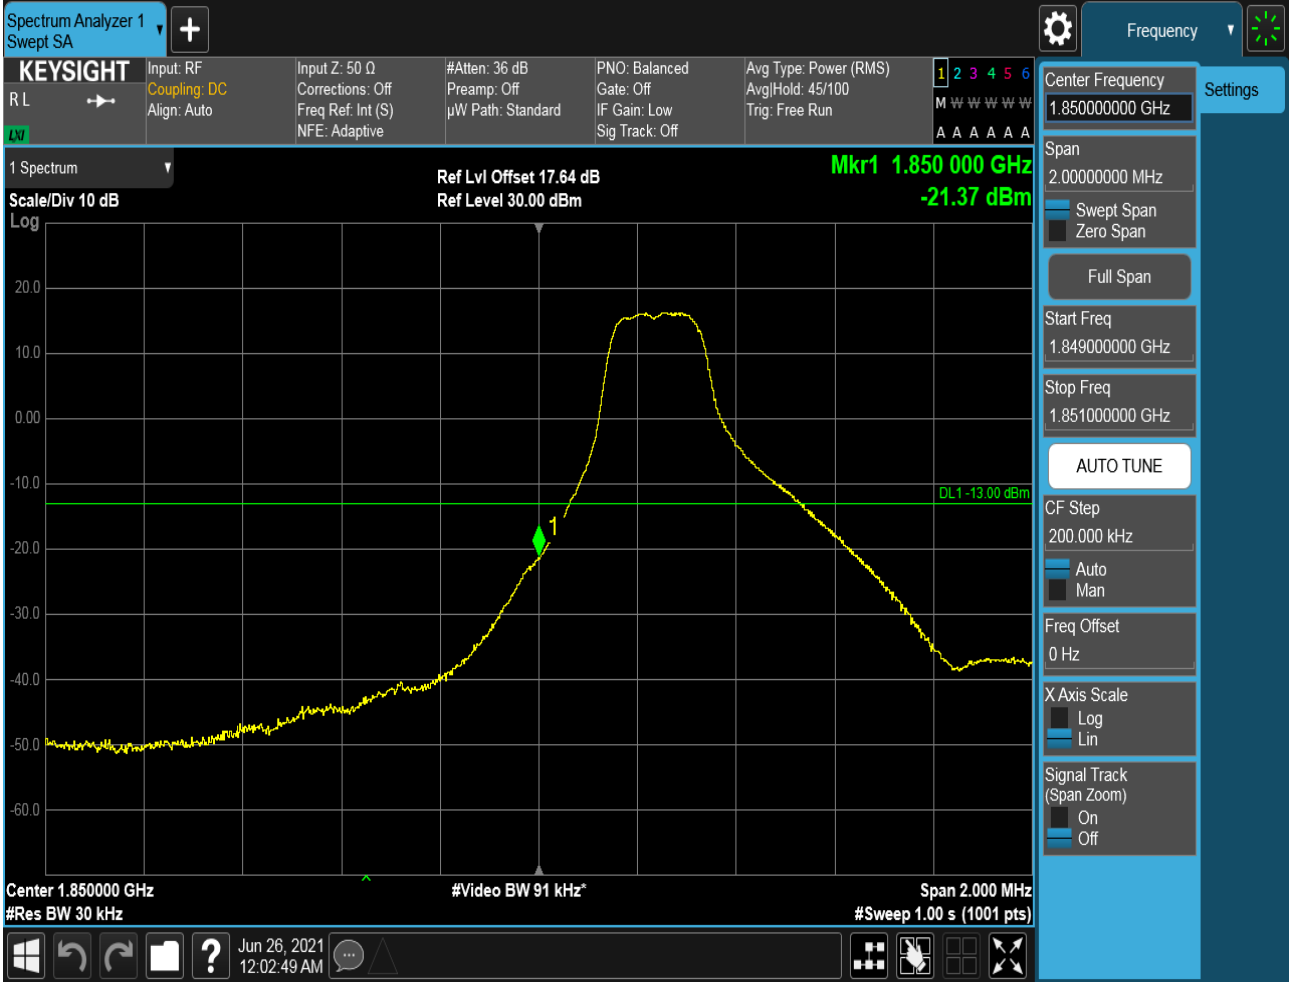 Spectrum Analyzer 1
Swept SA
Frequency
KEYSIGHT
R L
LXI
Input: RF
Coupling: DC
Align: Auto
Input Z: 50 Ω
Corrections: Off
Freq Ref: Int (S)
NFE: Adaptive
#Atten: 36 dB
Preamp: Off
µW Path: Standard
PNO: Balanced
Gate: Off
IF Gain: Low
Sig Track: Off
Avg Type: Power (RMS)
Avg|Hold: 45/100
Trig: Free Run
1 2 3 4 5 6
M W W W W W
A A A A A A
1 Spectrum
Scale/Div 10 dB
Log
Ref Lvl Offset 17.64 dB
Ref Level 30.00 dBm
Mkr1 1.850 000 GHz
-21.37 dBm
20.0
10.0
0.00
-10.0
-20.0
-30.0
-40.0
-50.0
-60.0
DL1 -13.00 dBm
1
Center 1.850000 GHz
#Res BW 30 kHz
#Video BW 91 kHz*
Span 2.000 MHz
#Sweep 1.00 s (1001 pts)
Center Frequency
1.850000000 GHz
Settings
Span
2.00000000 MHz
Swept Span
Zero Span
Full Span
Start Freq
1.849000000 GHz
Stop Freq
1.851000000 GHz
AUTO TUNE
CF Step
200.000 kHz
Auto
Man
Freq Offset
0 Hz
X Axis Scale
Log
Lin
Signal Track
(Span Zoom)
On
Off
?
Jun 26, 2021
12:02:49 AM